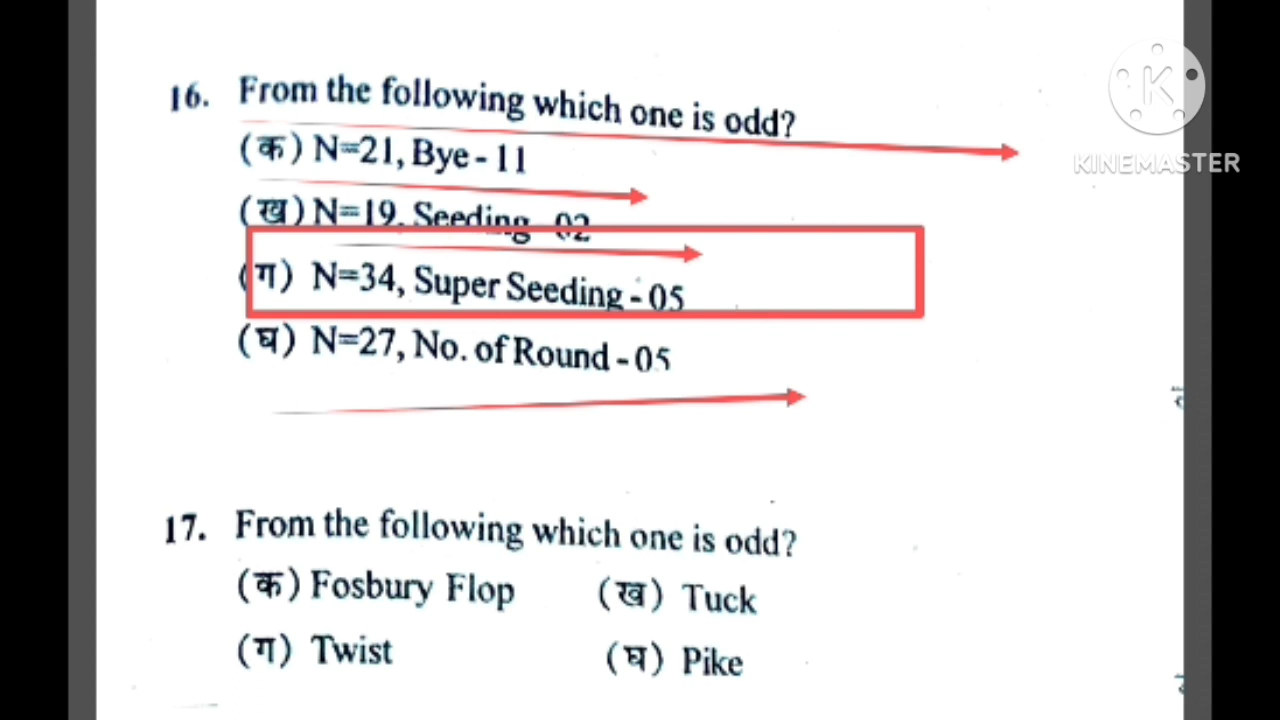 16. From the following which one is odd?
(क) N=21, Bye - 11
(ख) N=19, Seeding - 02
(ग) N=34, Super Seeding - 05
(घ) N=27, No. of Round - 05
17. From the following which one is odd?
(क) Fosbury Flop (ख) Tuck
(ग) Twist (घ) Pike
KINEMASTER